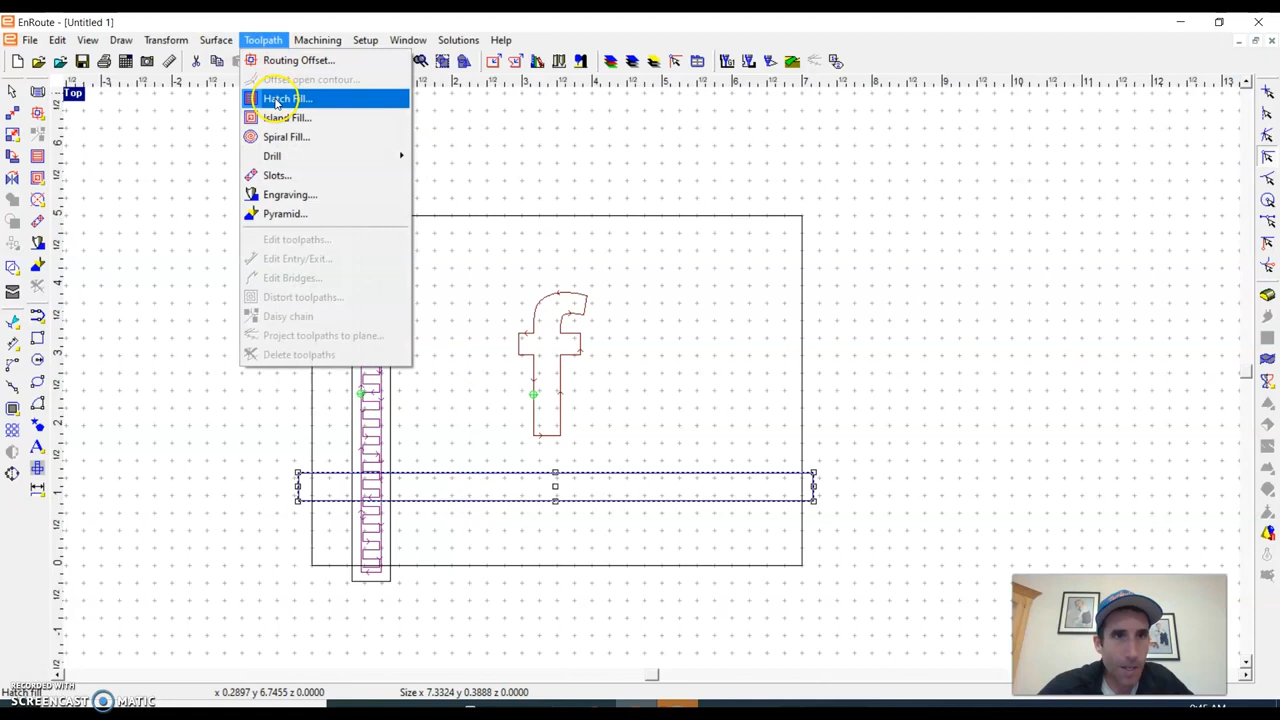 EnRoute - [Untitled 1]
File Edit View Draw Transform Surface Toolpath Machining Setup Window Solutions Help
Routing Offset...
Offset open contour...
Hatch Fill...
Island Fill...
Spiral Fill...
Drill
Slots...
Engraving....
Pyramid...
Edit toolpaths...
Edit Entry/Exit...
Edit Bridges...
Distort toolpaths...
Daisy chain
Project toolpaths to plane...
Delete toolpaths
Top
Hatch fill
x 0.2897 y 6.7455 z 0.0000
Size x 7.3324 y 0.3888 z 0.0000
RECORDED WITH
SCREENCAST MATIC